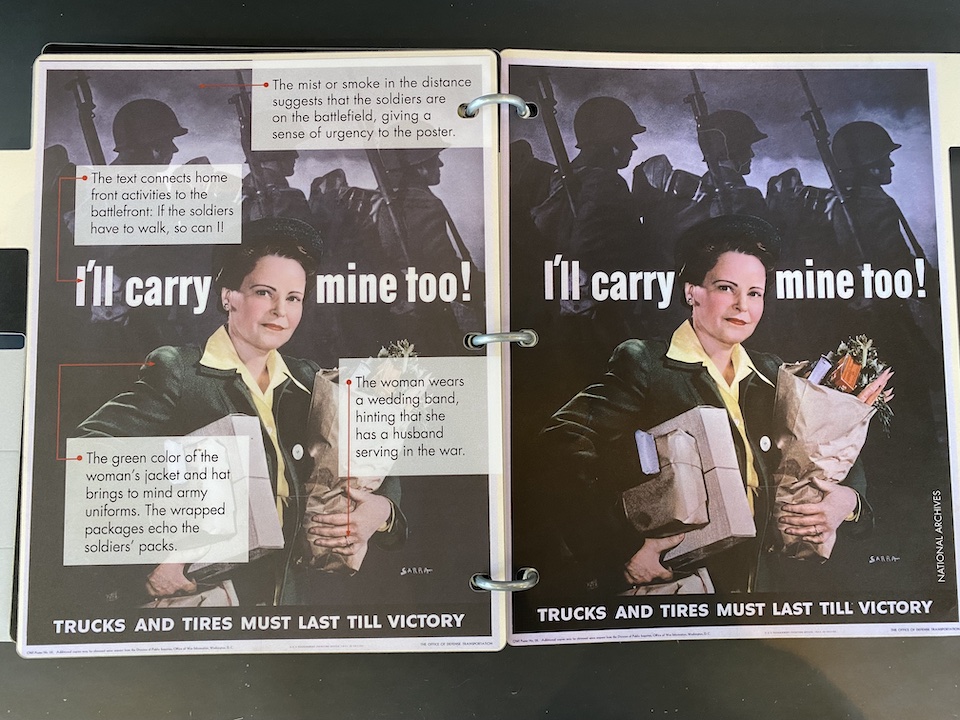 The mist or smoke in the distance
suggests that the soldiers are
on the battlefield, giving a
sense of urgency to the poster.
The text connects home
front activities to the
battlefront: If the soldiers
have to walk, so can I!
I'll carry mine too!
The woman wears
a wedding band,
hinting that she
has a husband
serving in the war.
The green color of the
woman's jacket and hat
brings to mind army
uniforms. The wrapped
packages echo the
soldiers' packs.
SARRA
TRUCKS AND TIRES MUST LAST TILL VICTORY
THE OFFICE OF DEFENSE TRANSPORTATION
I'll carry mine too!
SARRA
NATIONAL ARCHIVES
TRUCKS AND TIRES MUST LAST TILL VICTORY
THE OFFICE OF DEFENSE TRANSPORTATION